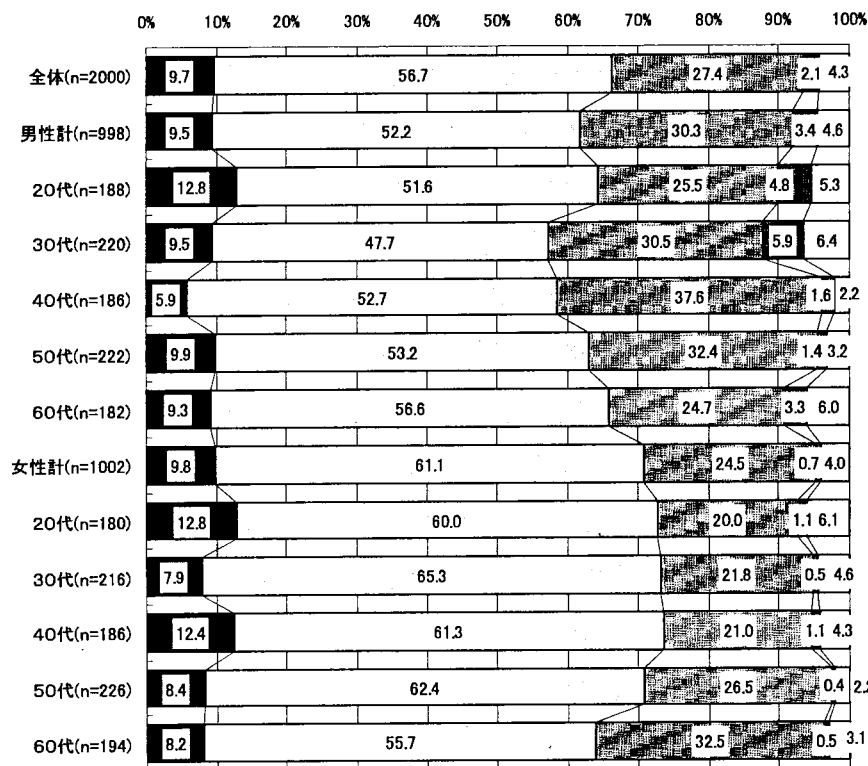 0% 10% 20% 30% 40% 50% 60% 70% 80% 90% 100%
全体(n=2000) 9.7 56.7 27.4 2.1 4.3
男性計(n=998) 9.5 52.2 30.3 3.4 4.6
20代(n=188) 12.8 51.6 25.5 4.8 5.3
30代(n=220) 9.5 47.7 30.5 5.9 6.4
40代(n=186) 5.9 52.7 37.6 1.6 2.2
50代(n=222) 9.9 53.2 32.4 1.4 3.2
60代(n=182) 9.3 56.6 24.7 3.3 6.0
女性計(n=1002) 9.8 61.1 24.5 0.7 4.0
20代(n=180) 12.8 60.0 20.0 1.1 6.1
30代(n=216) 7.9 65.3 21.8 0.5 4.6
40代(n=186) 12.4 61.3 21.0 1.1 4.3
50代(n=226) 8.4 62.4 26.5 0.4
60代(n=194) 8.2 55.7 32.5 0.5 3.1